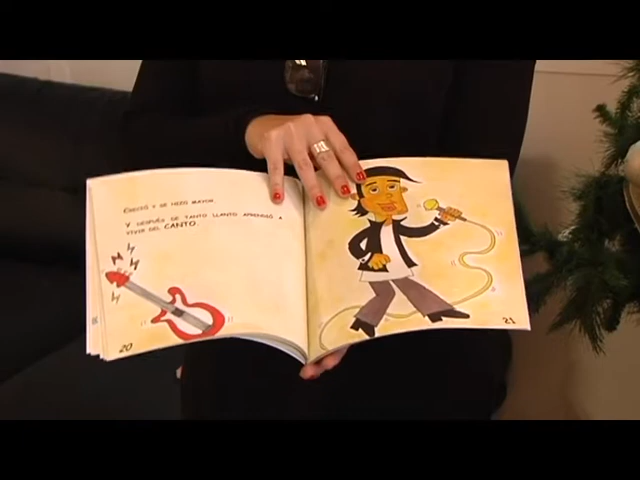 CRECIÓ Y SE HIZO MAYOR
Y DESPUÉS DE TANTO LLANTO APRENDIÓ A
VIVIR DEL CANTO.
20
21